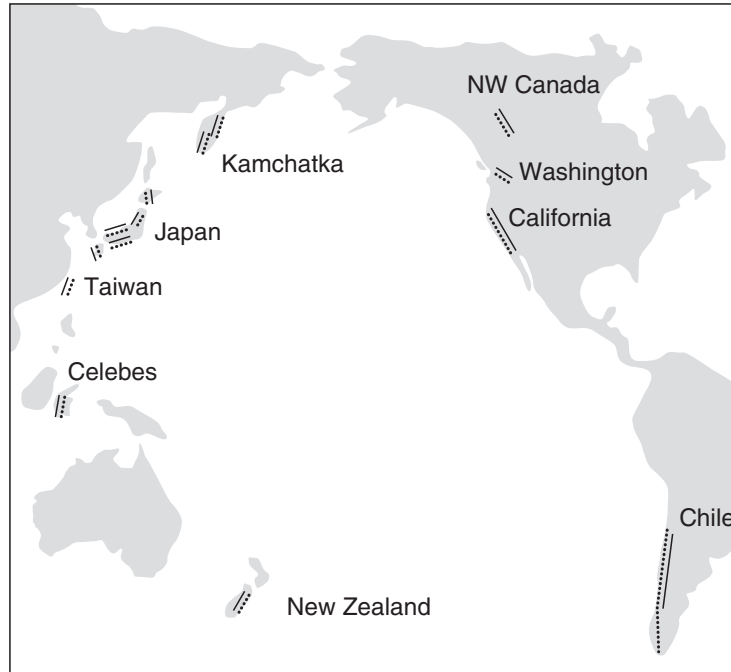 NW Canada
Kamchatka
Washington
California
Japan
Taiwan
Celebes
Chile
New Zealand